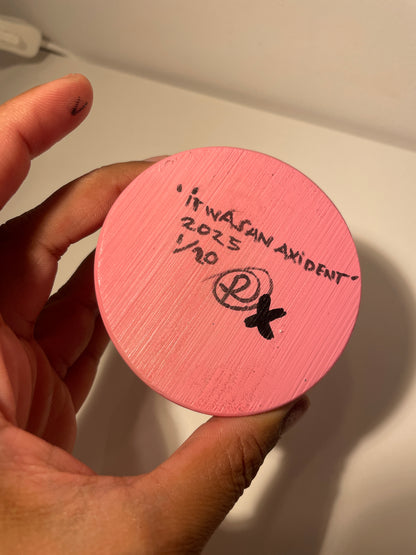 "iT WAS AN AXiDENT"
2025
1/20
R X